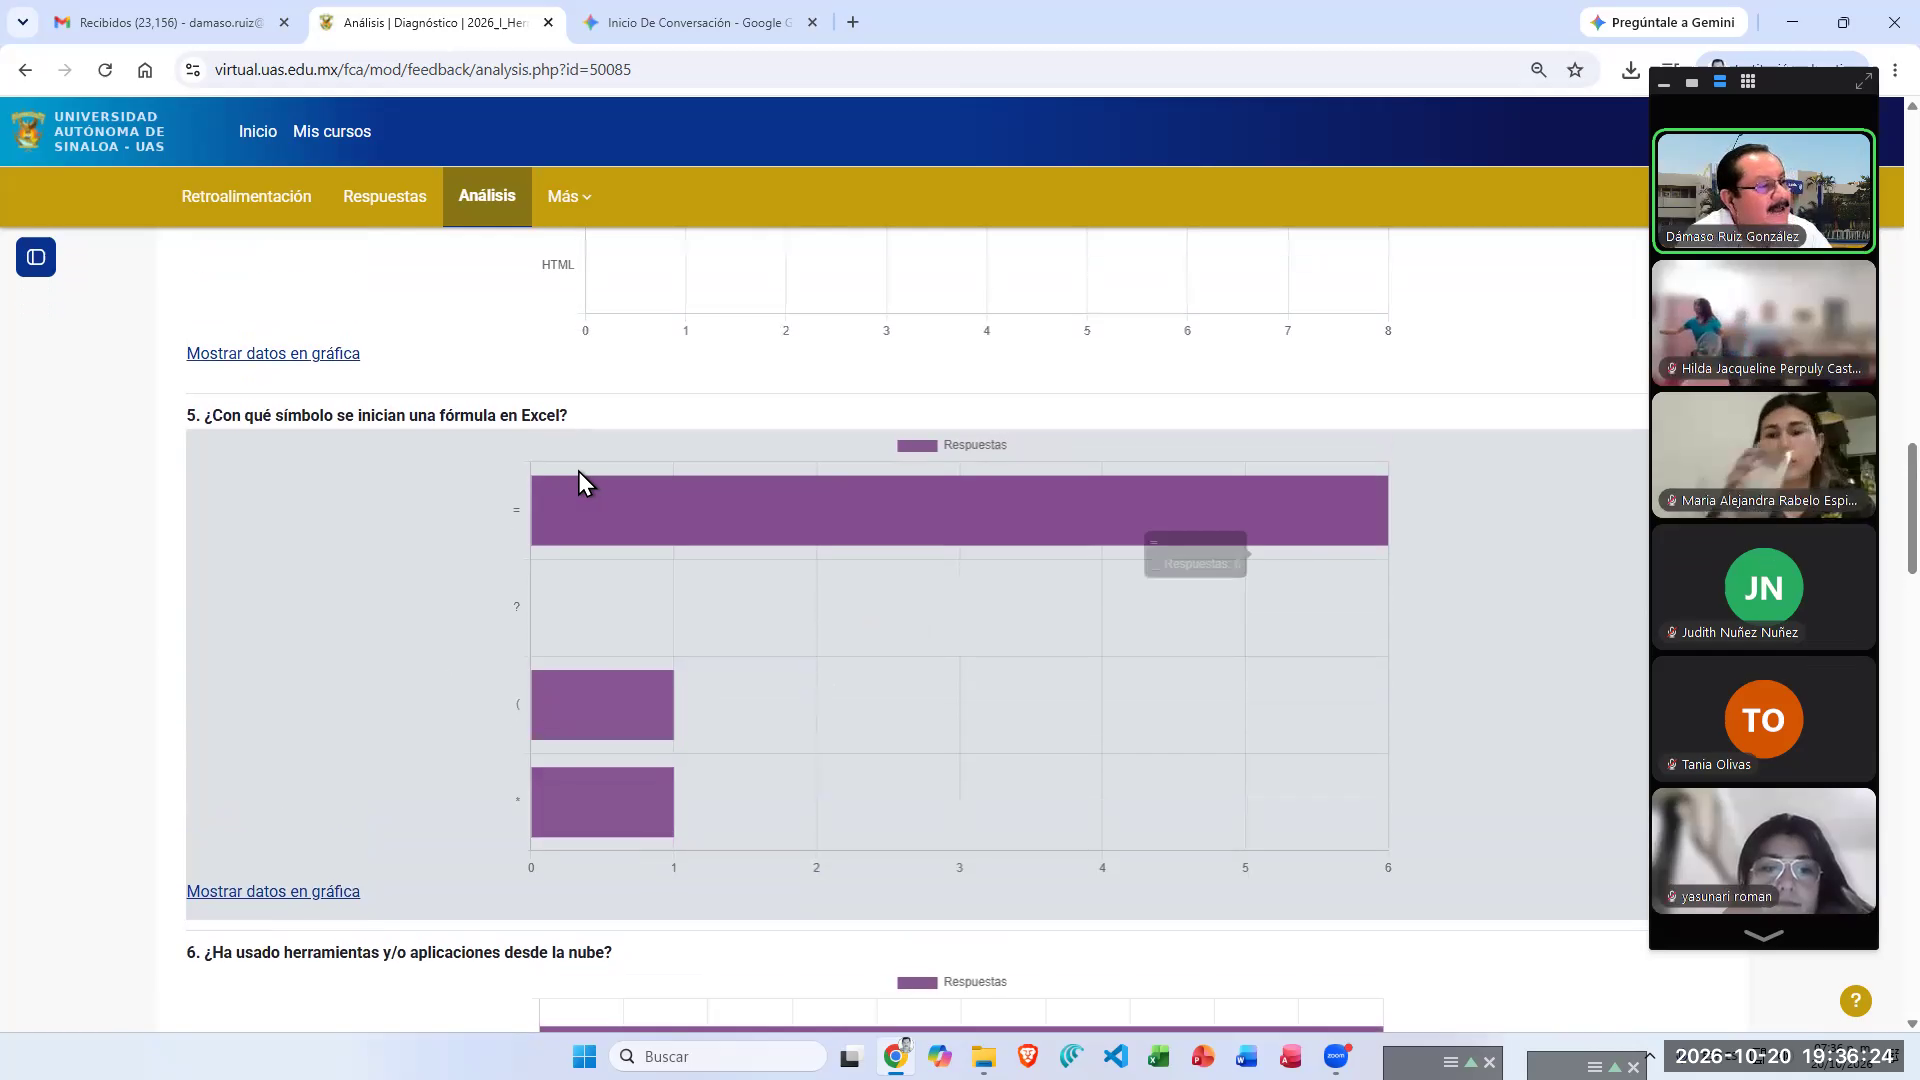 Recibidos (23,156) - damaso.ruiz@
Análisis | Diagnóstico | 2026_I_Her
Inicio De Conversación - Google G
Pregúntale a Gemini
virtual.uas.edu.mx/fca/mod/feedback/analysis.php?id=50085
UNIVERSIDAD
AUTÓNOMA DE
SINALOA - UAS
Inicio
Mis cursos
Retroalimentación
Respuestas
Análisis
Más
HTML
0 1 2 3 4 5 6 7 8
Mostrar datos en gráfica
5. ¿Con qué símbolo se inician una fórmula en Excel?
Respuestas
=
=
Respuestas: 6
?
(
*
0 1 2 3 4 5 6
Mostrar datos en gráfica
6. ¿Ha usado herramientas y/o aplicaciones desde la nube?
Respuestas
Dámaso Ruiz González
Hilda Jacqueline Perpuly Cast...
Maria Alejandra Rabelo Espi...
JN
Judith Nuñez Nuñez
TO
Tania Olivas
yasunari roman
?
Buscar
zoom
2026-10-20 19:36:24